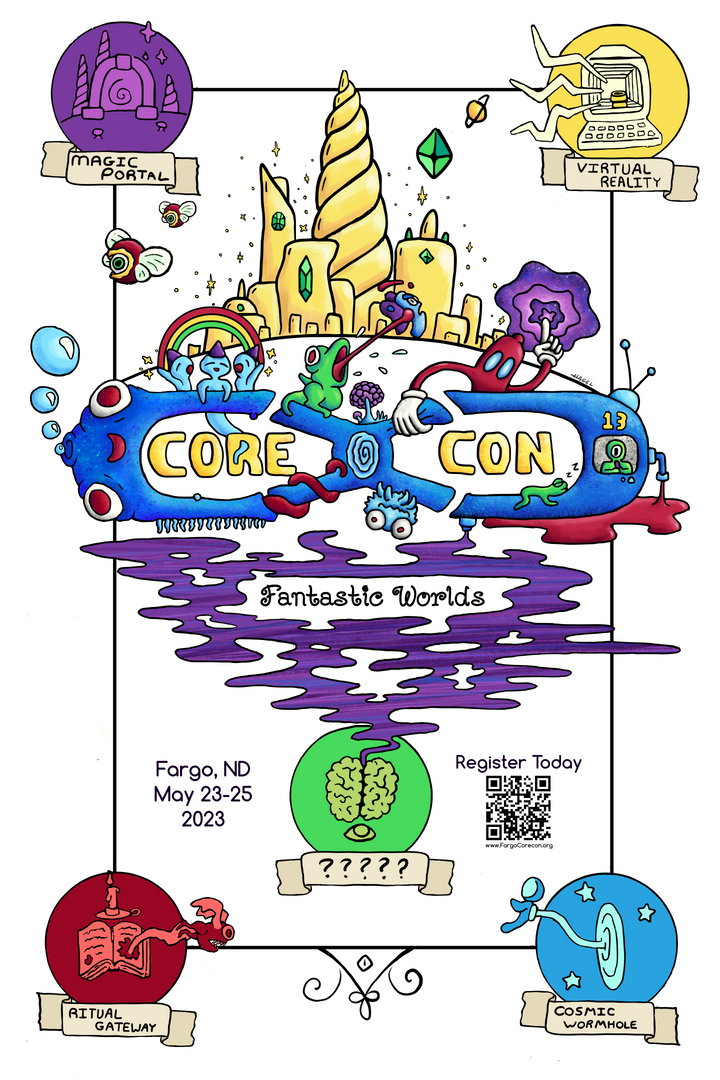 MAGIC
PORTAL
VIRTUAL
REALITY
HAGEL
CORE CON
13
z z
Fantastic Worlds
Fargo, ND
May 23-25
2023
Register Today
www.FargoCorecon.org
?????
RITUAL
GATEWAY
COSMIC
WORMHOLE